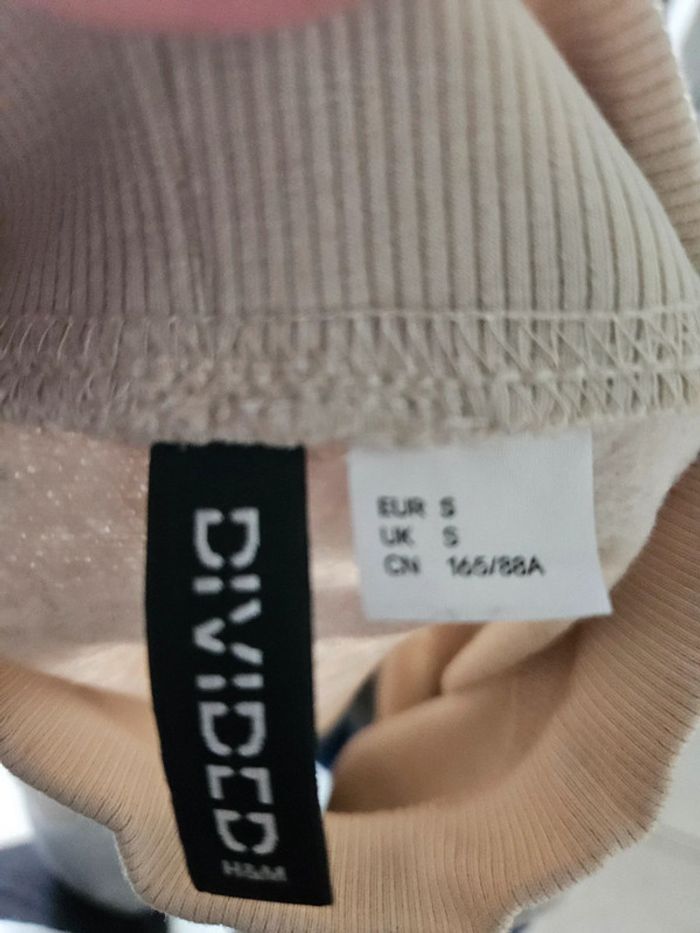 DIVIDED
H&M
EUR S
UK S
CN 165/88A